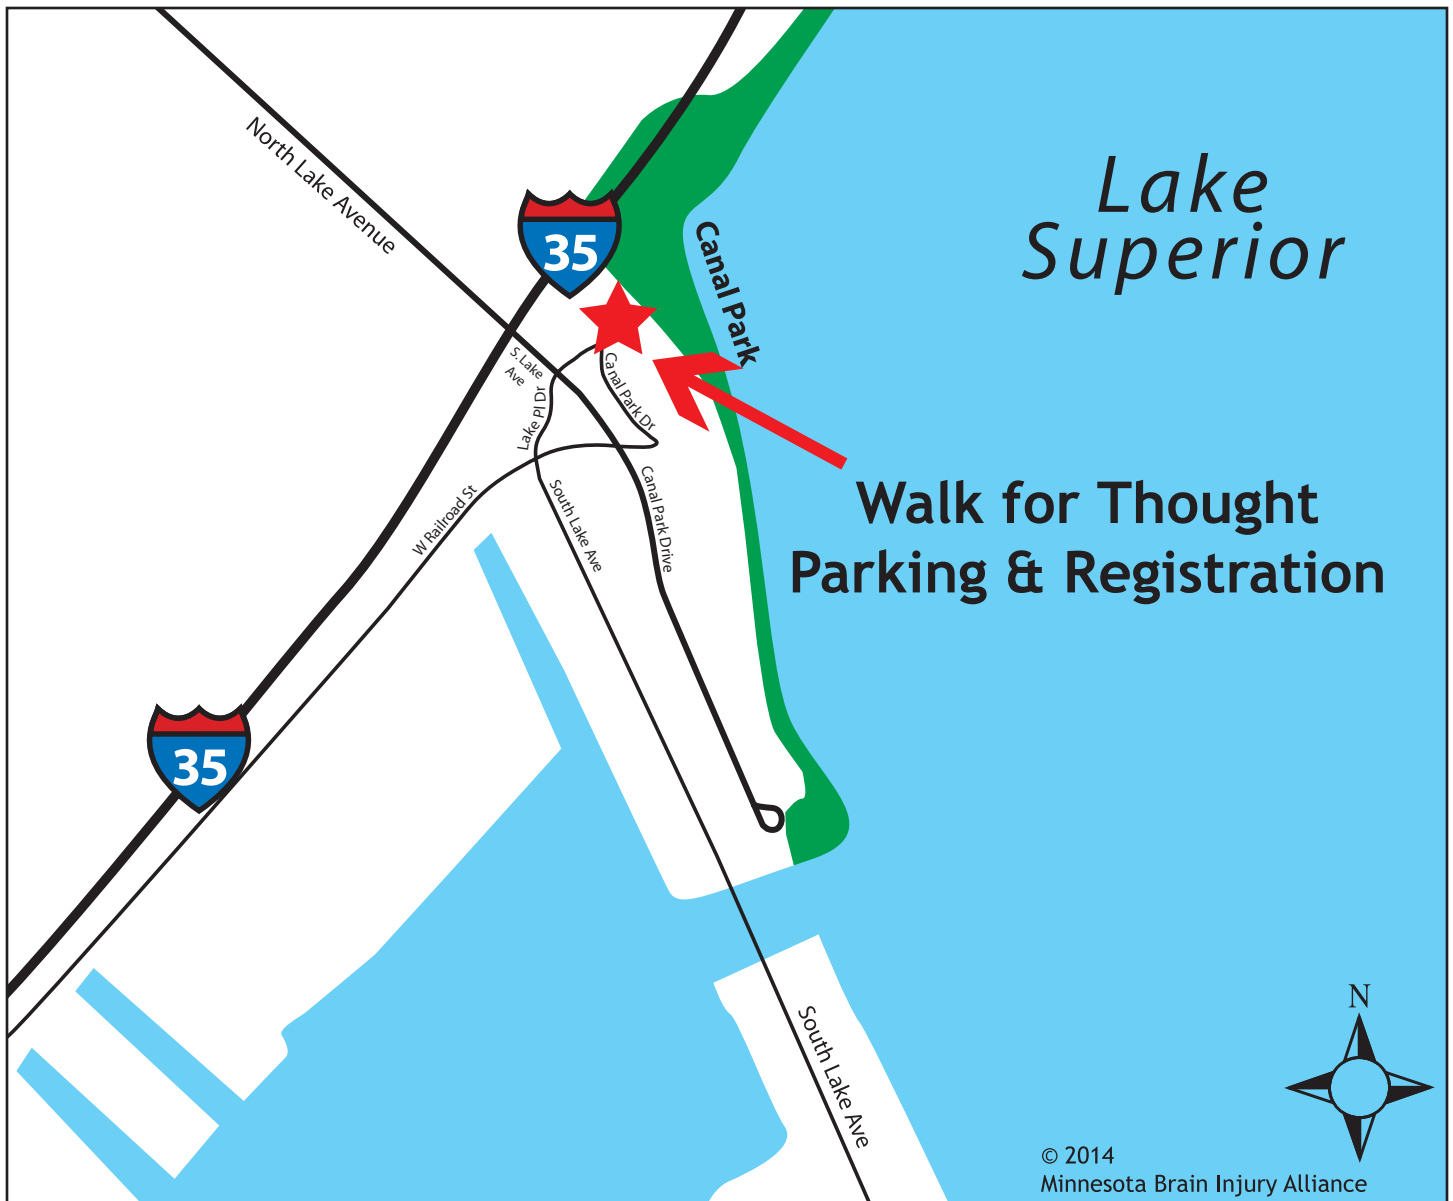 North Lake Avenue
35
Lake
Superior
Canal Park
S. Lake
Ave
Canal Park Dr
Lake Pl Dr
W Railroad St
South Lake Ave
Canal Park Drive
Walk for Thought
Parking & Registration
35
South Lake Ave
N
© 2014
Minnesota Brain Injury Alliance